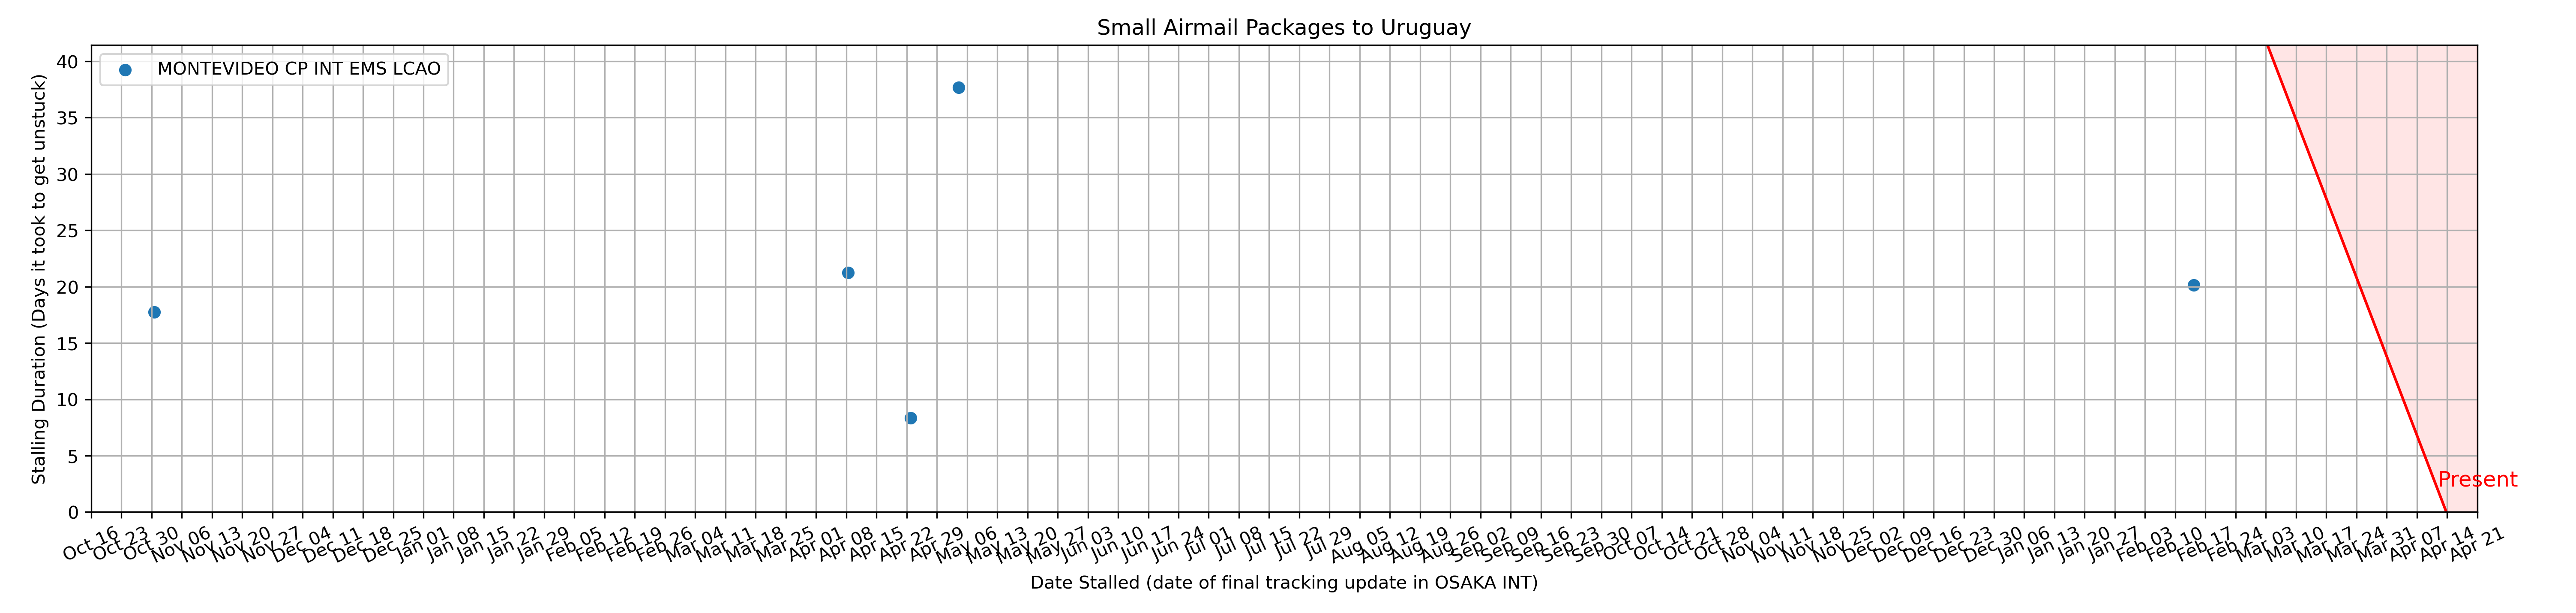 Small Airmail Packages to Uruguay
MONTEVIDEO CP INT EMS LCAO
Stalling Duration (Days it took to get unstuck)
40
35
30
25
20
15
10
5
0
Present
Oct 16 Oct 23 Oct 30 Nov 06 Nov 13 Nov 20 Nov 27 Dec 04 Dec 11 Dec 18 Dec 25 Jan 01 Jan 08 Jan 15 Jan 22 Jan 29 Feb 05 Feb 12 Feb 19 Feb 26 Mar 04 Mar 11 Mar 18 Mar 25 Apr 01 Apr 08 Apr 15 Apr 22 Apr 29 May 06 May 13 May 20 May 27 Jun 03 Jun 10 Jun 17 Jun 24 Jul 01 Jul 08 Jul 15 Jul 22 Jul 29 Aug 05 Aug 12 Aug 19 Aug 26 Sep 02 Sep 09 Sep 16 Sep 23 Sep 30 Oct 07 Oct 14 Oct 21 Oct 28 Nov 04 Nov 11 Nov 18 Nov 25 Dec 02 Dec 09 Dec 16 Dec 23 Dec 30 Jan 06 Jan 13 Jan 20 Jan 27 Feb 03 Feb 10 Feb 17 Feb 24 Mar 03 Mar 10 Mar 17 Mar 24 Mar 31 Apr 07 Apr 14 Apr 21
Date Stalled (date of final tracking update in OSAKA INT)